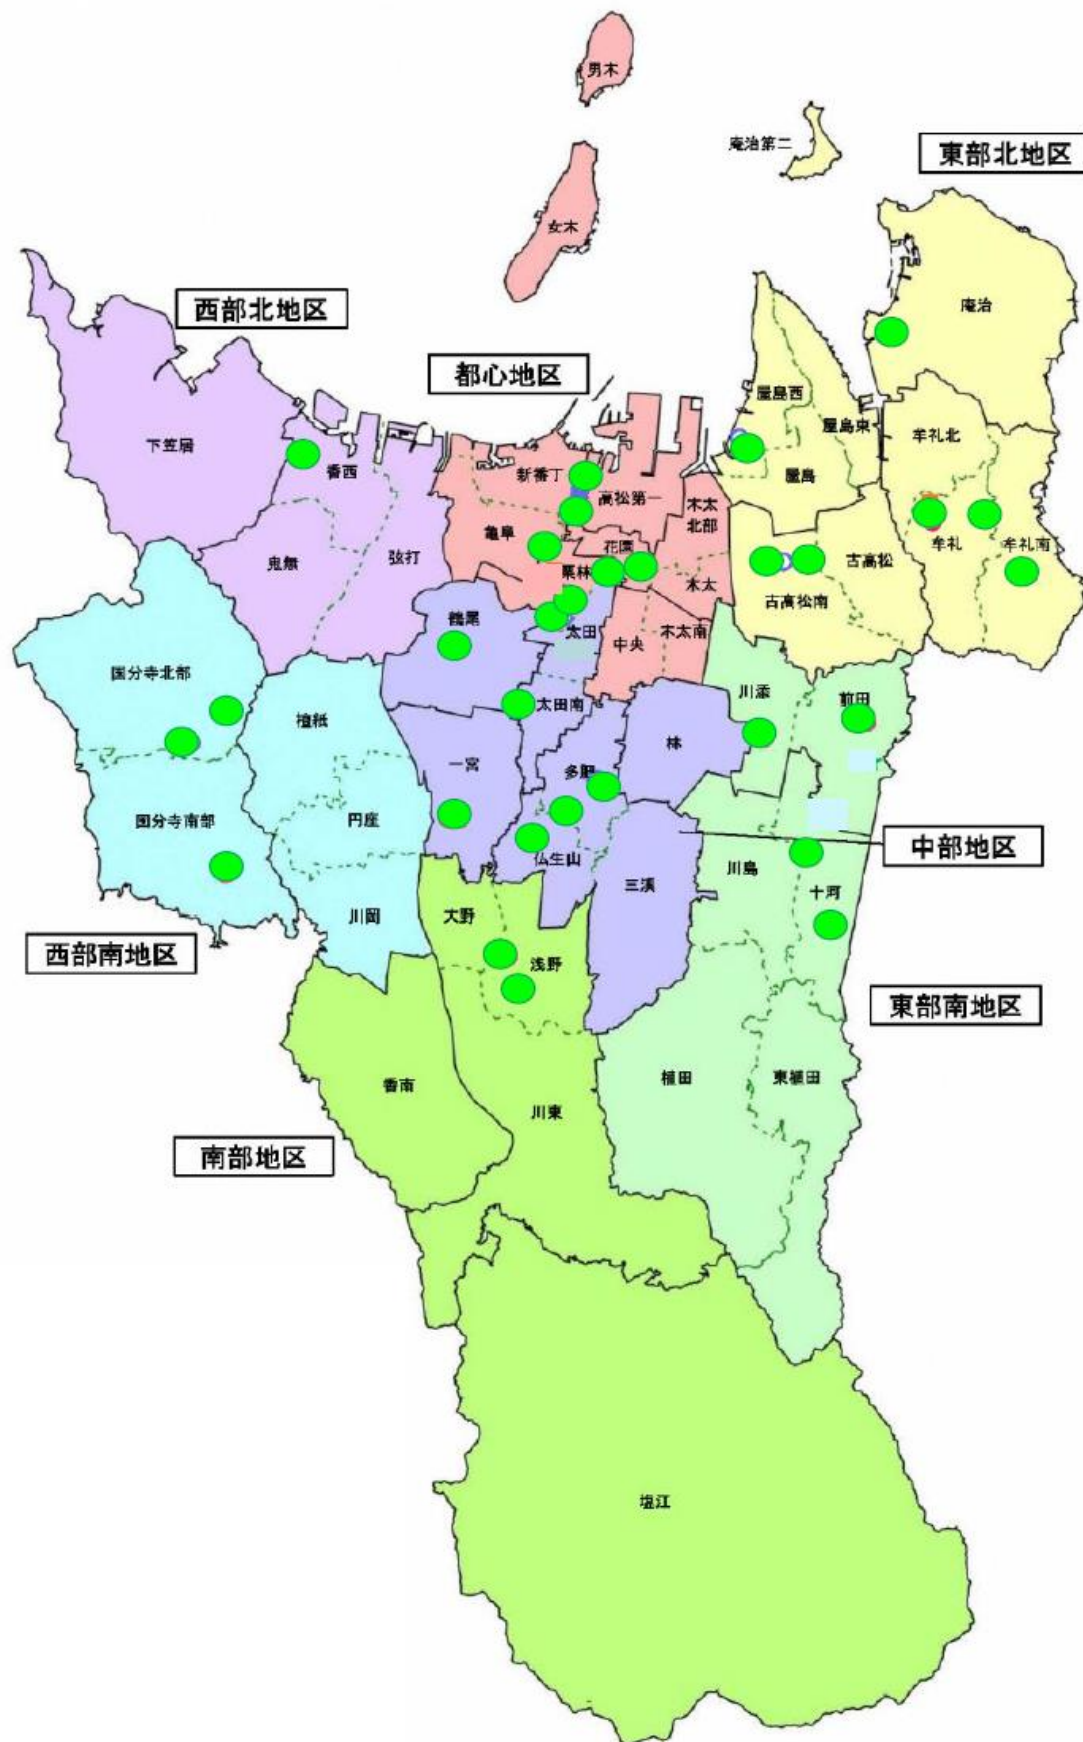 男木
庵治第二
東部北地区
女木
西部北地区
庵治
都心地区
屋島西
屋島東
牟礼北
下笠居
香西
新番丁
高松第一
屋島
木太
北部
亀阜
花園
牟礼
牟礼南
鬼無
弦打
栗林
木太
古高松
古高松南
鶴尾
太田
中央
木太南
国分寺北部
太田南
川添
前田
檀紙
林
一宮
多肥
国分寺南部
円座
仏生山
中部地区
川島
三渓
十河
川岡
大野
西部南地区
浅野
東部南地区
香南
植田
東植田
川東
南部地区
塩江